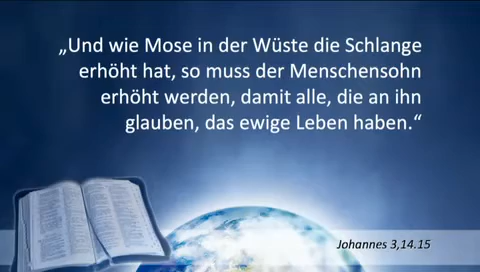 „Und wie Mose in der Wüste die Schlange
erhöht hat, so muss der Menschensohn
erhöht werden, damit alle, die an ihn
glauben, das ewige Leben haben.“
Johannes 3,14.15